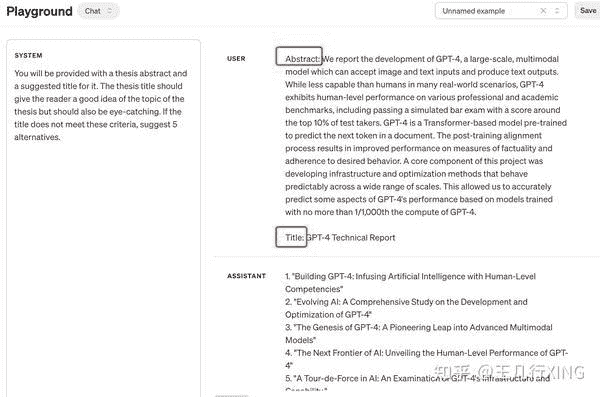 Playground
Chat
Unnamed example
Save
SYSTEM
You will be provided with a thesis abstract and
a suggested title for it. The thesis title should
give the reader a good idea of the topic of the
thesis but should also be eye-catching. If the
title does not meet these criteria, suggest 5
alternatives.
USER
Abstract: We report the development of GPT-4, a large-scale, multimodal
model which can accept image and text inputs and produce text outputs.
While less capable than humans in many real-world scenarios, GPT-4
exhibits human-level performance on various professional and academic
benchmarks, including passing a simulated bar exam with a score around
the top 10% of test takers. GPT-4 is a Transformer-based model pre-trained
to predict the next token in a document. The post-training alignment
process results in improved performance on measures of factuality and
adherence to desired behavior. A core component of this project was
developing infrastructure and optimization methods that behave
predictably across a wide range of scales. This allowed us to accurately
predict some aspects of GPT-4's performance based on models trained
with no more than 1/1,000th the compute of GPT-4.
Title: GPT-4 Technical Report
ASSISTANT
1. "Building GPT-4: Infusing Artificial Intelligence with Human-Level
Competencies"
2. "Evolving AI: A Comprehensive Study on the Development and
Optimization of GPT-4"
3. "The Genesis of GPT-4: A Pioneering Leap into Advanced Multimodal
Models"
4. "The Next Frontier of AI: Unveiling the Human-Level Performance of GPT-
4"
5. "A Tour-de-Force in AI: An Examination of GPT-4's Infrastructure and
Capability"
知乎 @王几行XING